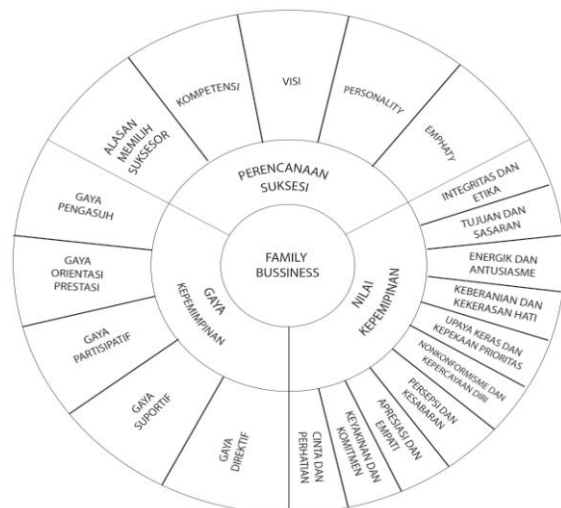 ALASAN
MEMILIH
SUKSESOR
KOMPETENSI
VISI
PERSONALITY
EMPHATY
INTEGRITAS DAN
ETIKA
TUJUAN DAN
SASARAN
ENERGIK DAN
ANTUSIASME
KEBERANIAN DAN
KEKERASAN HATI
UPAYA KERAS DAN
KEPEKAAN PRIORITAS
NONKONFORMISME DAN
KEPERCAYAAN DIRI
PERSEPSI DAN
KESABARAN
APRESIASI DAN
EMPATI
KEYAKINAN DAN
KOMITMEN
CINTA DAN
PERHATIAN
GAYA
DIREKTIF
GAYA
SUPORTIF
GAYA
PARTISIPATIF
GAYA
ORIENTASI
PRESTASI
GAYA
PENGASUH
PERENCANAAN
SUKSESI
NILAI
KEPEMIPINAN
GAYA
KEPEMIMPINAN
FAMILY
BUSSINESS